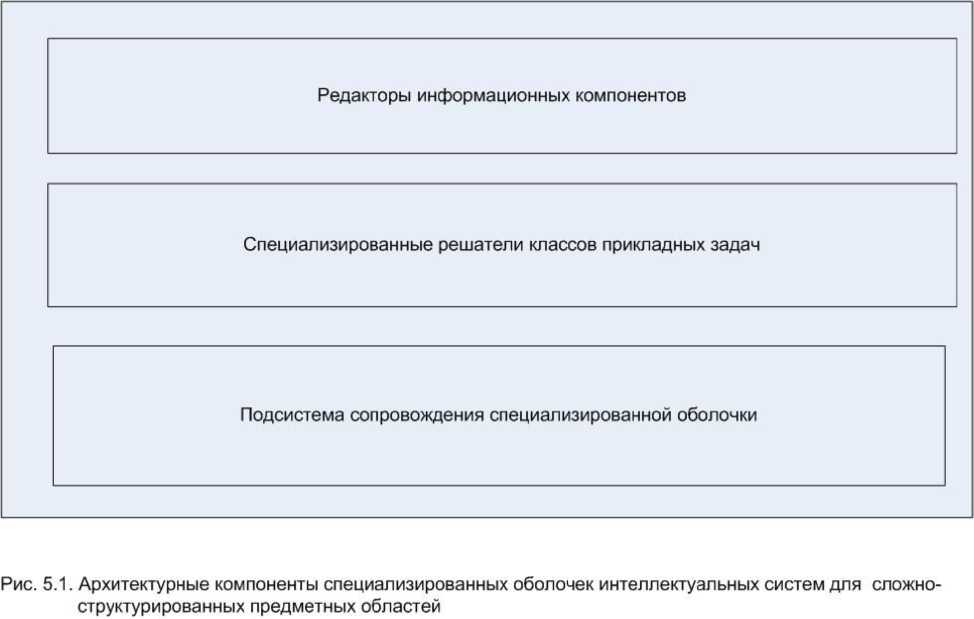 Редакторы информационных компонентов
Специализированные решатели классов прикладных задач
Подсистема сопровождения специализированной оболочки
Рис. 5.1. Архитектурные компоненты специализированных оболочек интеллектуальных систем для сложно-
структурированных предметных областей